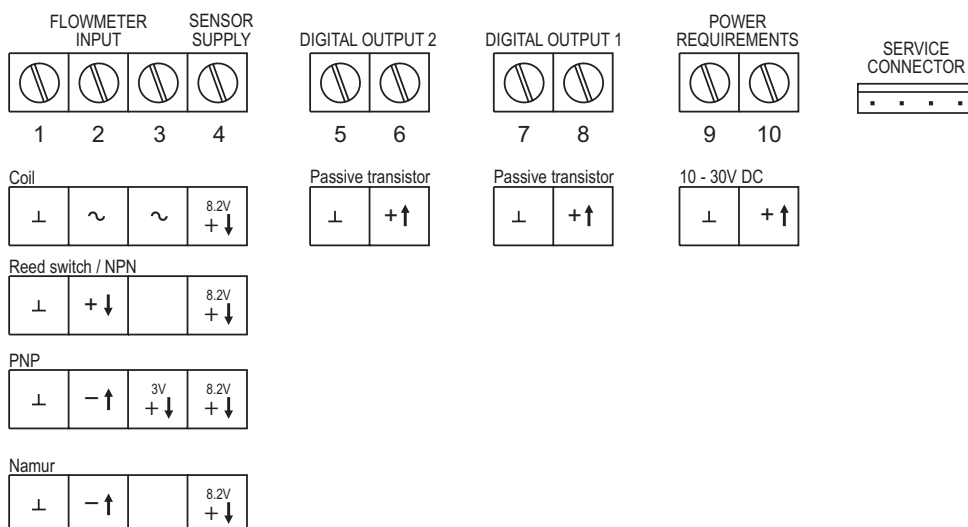 FLOWMETER
INPUT
SENSOR
SUPPLY
DIGITAL OUTPUT 2
DIGITAL OUTPUT 1
POWER
REQUIREMENTS
SERVICE
CONNECTOR
1 2 3 4 5 6 7 8 9 10
Coil
⊥ ~ ~ 8.2V + ↓
Passive transistor
⊥ + ↑
Passive transistor
⊥ + ↑
10 - 30V DC
⊥ + ↑
Reed switch / NPN
⊥ + ↓ 8.2V + ↓
PNP
⊥ – ↑ 3V + ↓ 8.2V + ↓
Namur
⊥ – ↑ 8.2V + ↓